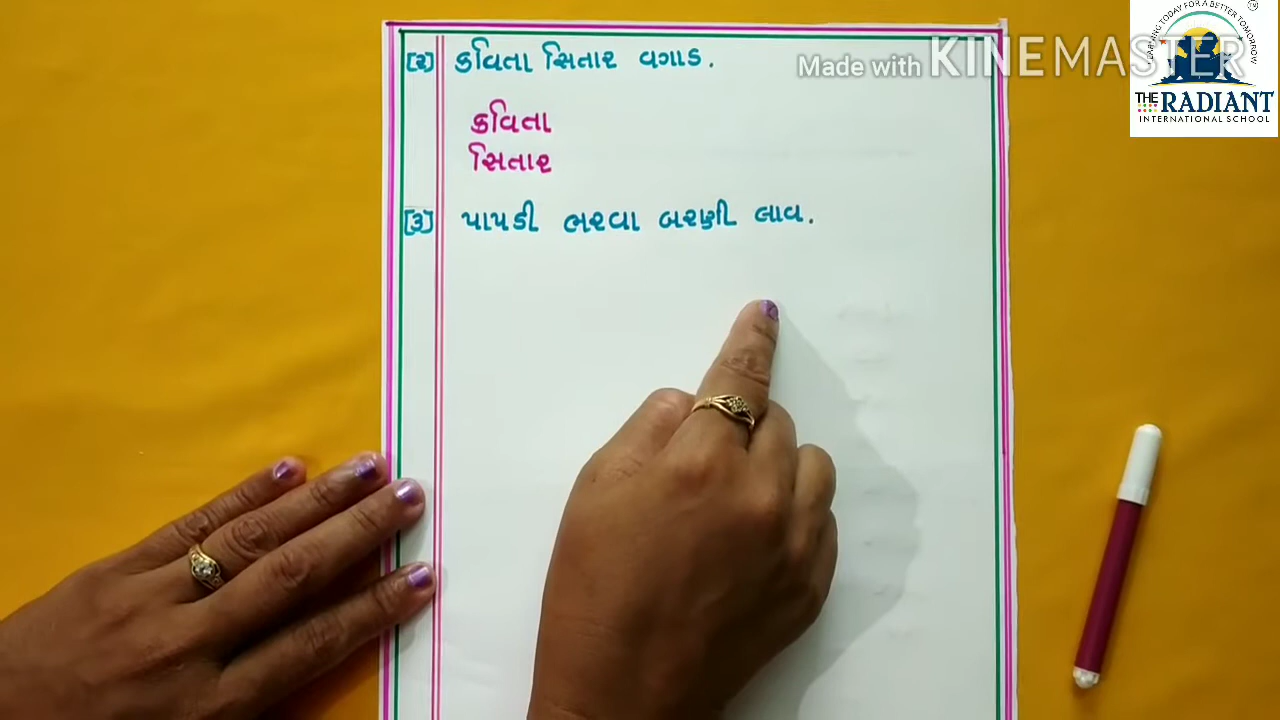 [૨] કવિતા સિતાર વગાડ.
કવિતા
સિતાર
[૩] પાપડી ભરવા બરણી લાવ.
Made with KINEMASTER
THE RADIANT
INTERNATIONAL SCHOOL